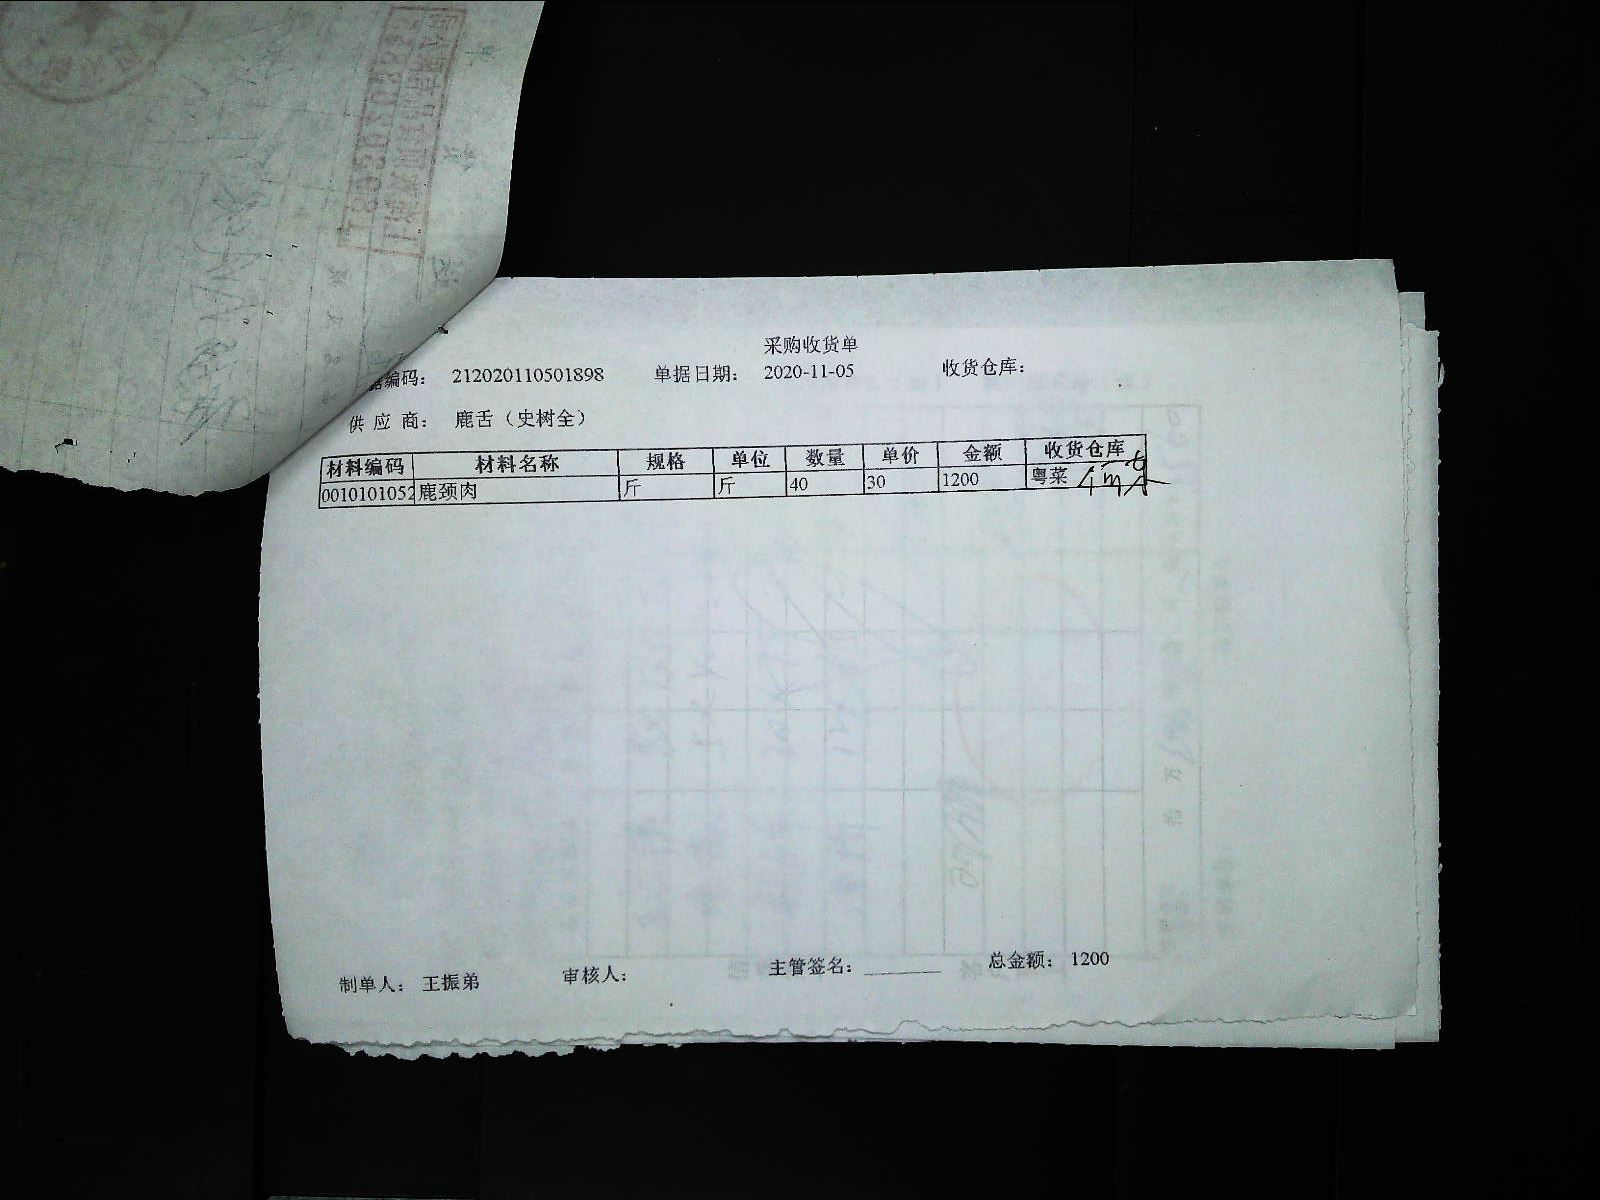 采购收货单
据编码： 212020110501898 单据日期： 2020-11-05 收货仓库：
供 应 商： 鹿舌（史树全）
材料编码 材料名称 规格 单位 数量 单价 金额 收货仓库
0010101052 鹿颈肉 斤 斤 40 30 1200 粤菜
制单人： 王振弟 审核人： 主管签名： 总金额： 1200